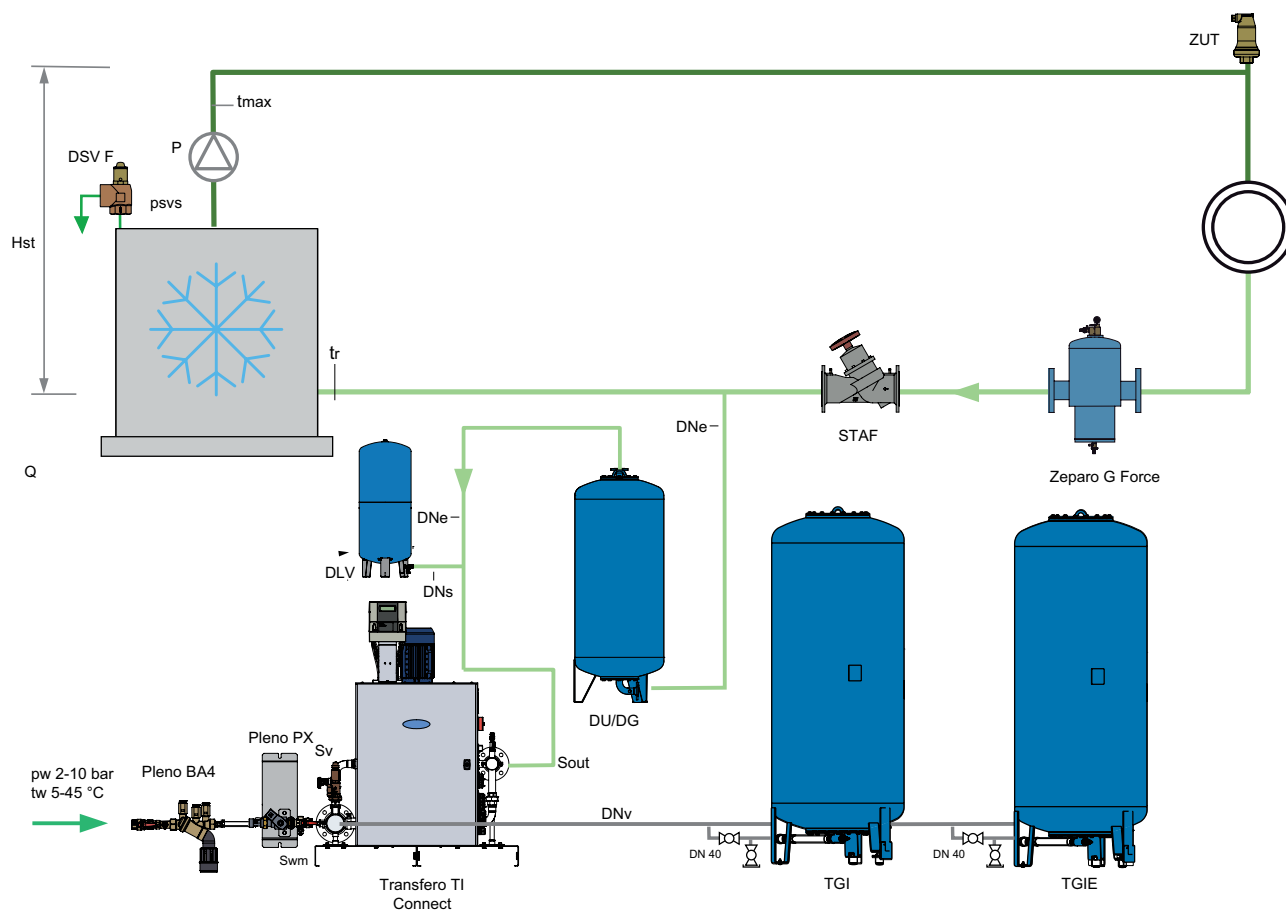 ZUT
tmax
P
DSV F
psvs
Hst
tr
DNe
STAF
Zeparo G Force
Q
DNe
DLV
DNs
DU/DG
Pleno PX
Sv
Sout
Pleno BA4
pw 2-10 bar
tw 5-45 °C
DNv
Swm
DN 40
DN 40
Transfero TI
Connect
TGI
TGIE